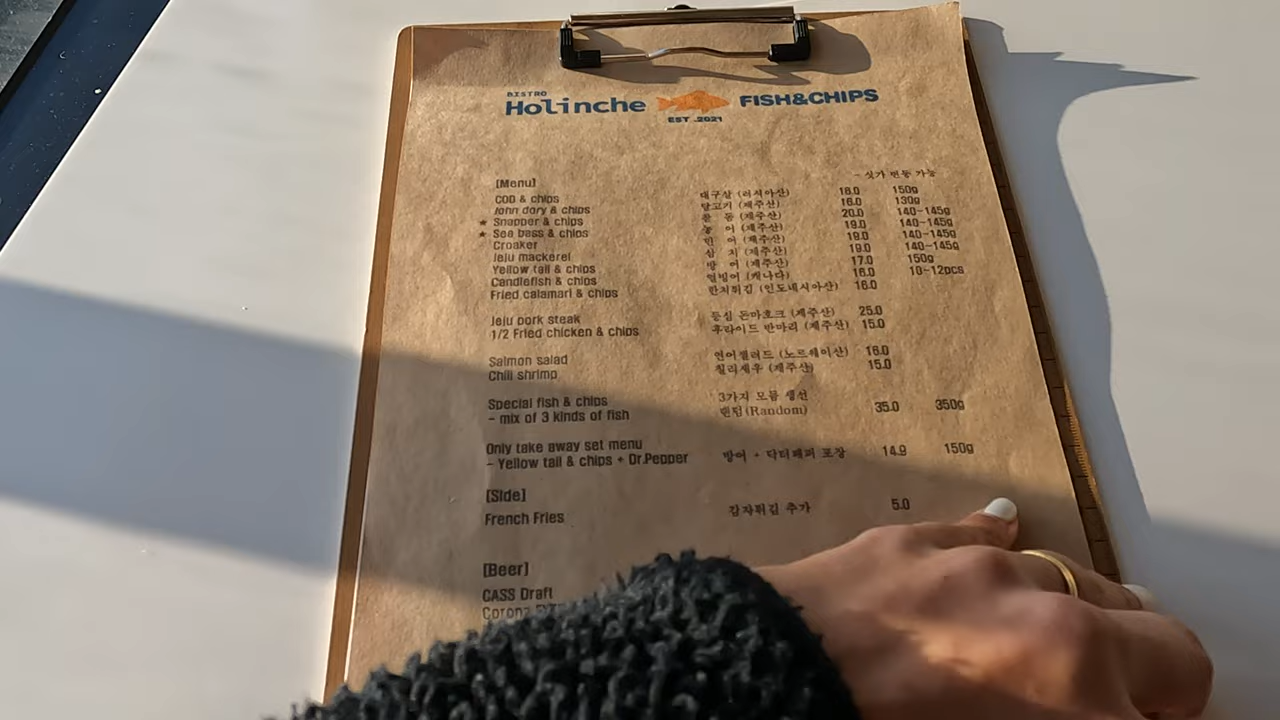 BISTRO
Holinche FISH&CHIPS
EST .2021
- 싯가 변동 가능
[Menu]
COD & chips 대구살 (러시아산) 16.0 150g
John dory & chips 달고기 (제주산) 16.0 130g
★ Snapper & chips 참 돔 (제주산) 20.0 140-145g
★ Sea bass & chips 농 어 (제주산) 19.0 140-145g
Croaker 민 어 (제주산) 19.0 140-145g
Jeju mackerel 삼 치 (제주산) 19.0 140-145g
Yellow tail & chips 방 어 (제주산) 17.0 150g
Candlefish & chips 열빙어 (캐나다) 16.0 10-12pcs
Fried calamari & chips 한치튀김 (인도네시아산) 16.0
Jeju pork steak 등심 돈마호크 (제주산) 25.0
1/2 Fried chicken & chips 후라이드 반마리 (제주산) 15.0
Salmon salad 연어샐러드 (노르웨이산) 16.0
Chili shrimp 칠리새우 (제주산) 15.0
Special fish & chips 3가지 모듬 생선
- mix of 3 kinds of fish 랜덤 (Random) 35.0 350g
Only take away set menu
- Yellow tail & chips + Dr.Pepper 방어 + 닥터페퍼 포장 14.9 150g
[Side]
French Fries 감자튀김 추가 5.0
[Beer]
CASS Draft
Corona